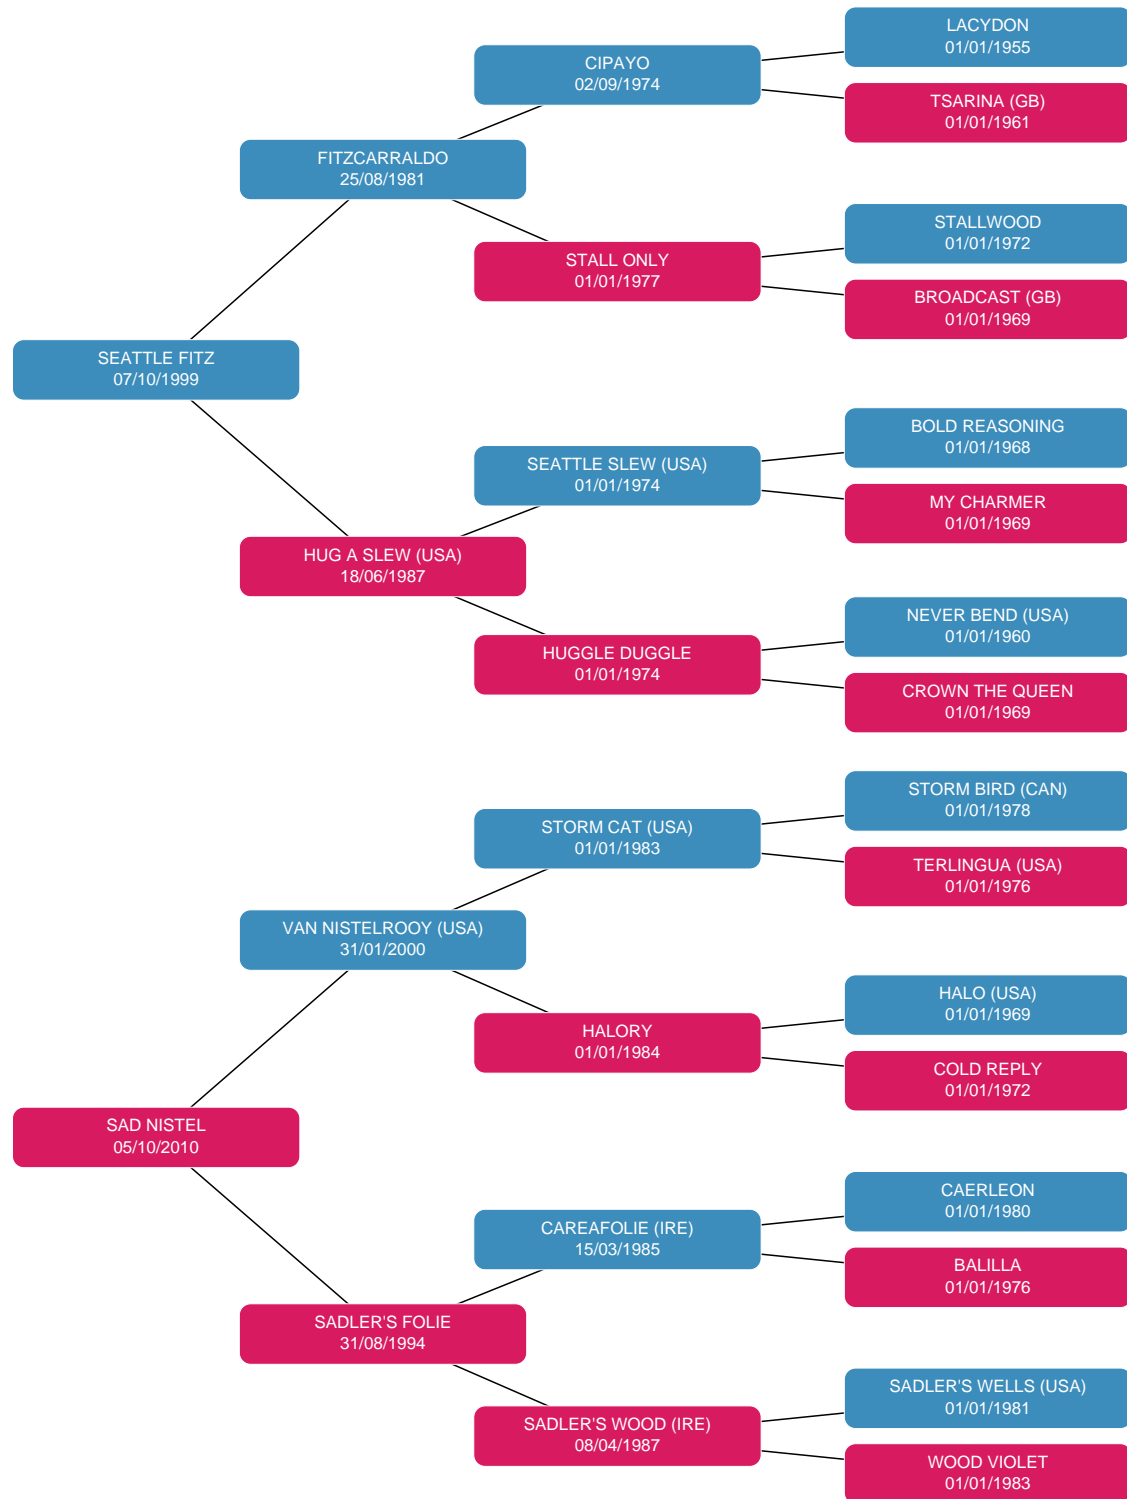 LACYDON
01/01/1955
CIPAYO
02/09/1974
TSARINA (GB)
01/01/1961
FITZCARRALDO
25/08/1981
STALLWOOD
01/01/1972
STALL ONLY
01/01/1977
BROADCAST (GB)
01/01/1969
SEATTLE FITZ
07/10/1999
BOLD REASONING
01/01/1968
SEATTLE SLEW (USA)
01/01/1974
MY CHARMER
01/01/1969
HUG A SLEW (USA)
18/06/1987
NEVER BEND (USA)
01/01/1960
HUGGLE DUGGLE
01/01/1974
CROWN THE QUEEN
01/01/1969
STORM BIRD (CAN)
01/01/1978
STORM CAT (USA)
01/01/1983
TERLINGUA (USA)
01/01/1976
VAN NISTELROOY (USA)
31/01/2000
HALO (USA)
01/01/1969
HALORY
01/01/1984
COLD REPLY
01/01/1972
SAD NISTEL
05/10/2010
CAERLEON
01/01/1980
CAREAFOLIE (IRE)
15/03/1985
BALILLA
01/01/1976
SADLER'S FOLIE
31/08/1994
SADLER'S WELLS (USA)
01/01/1981
SADLER'S WOOD (IRE)
08/04/1987
WOOD VIOLET
01/01/1983